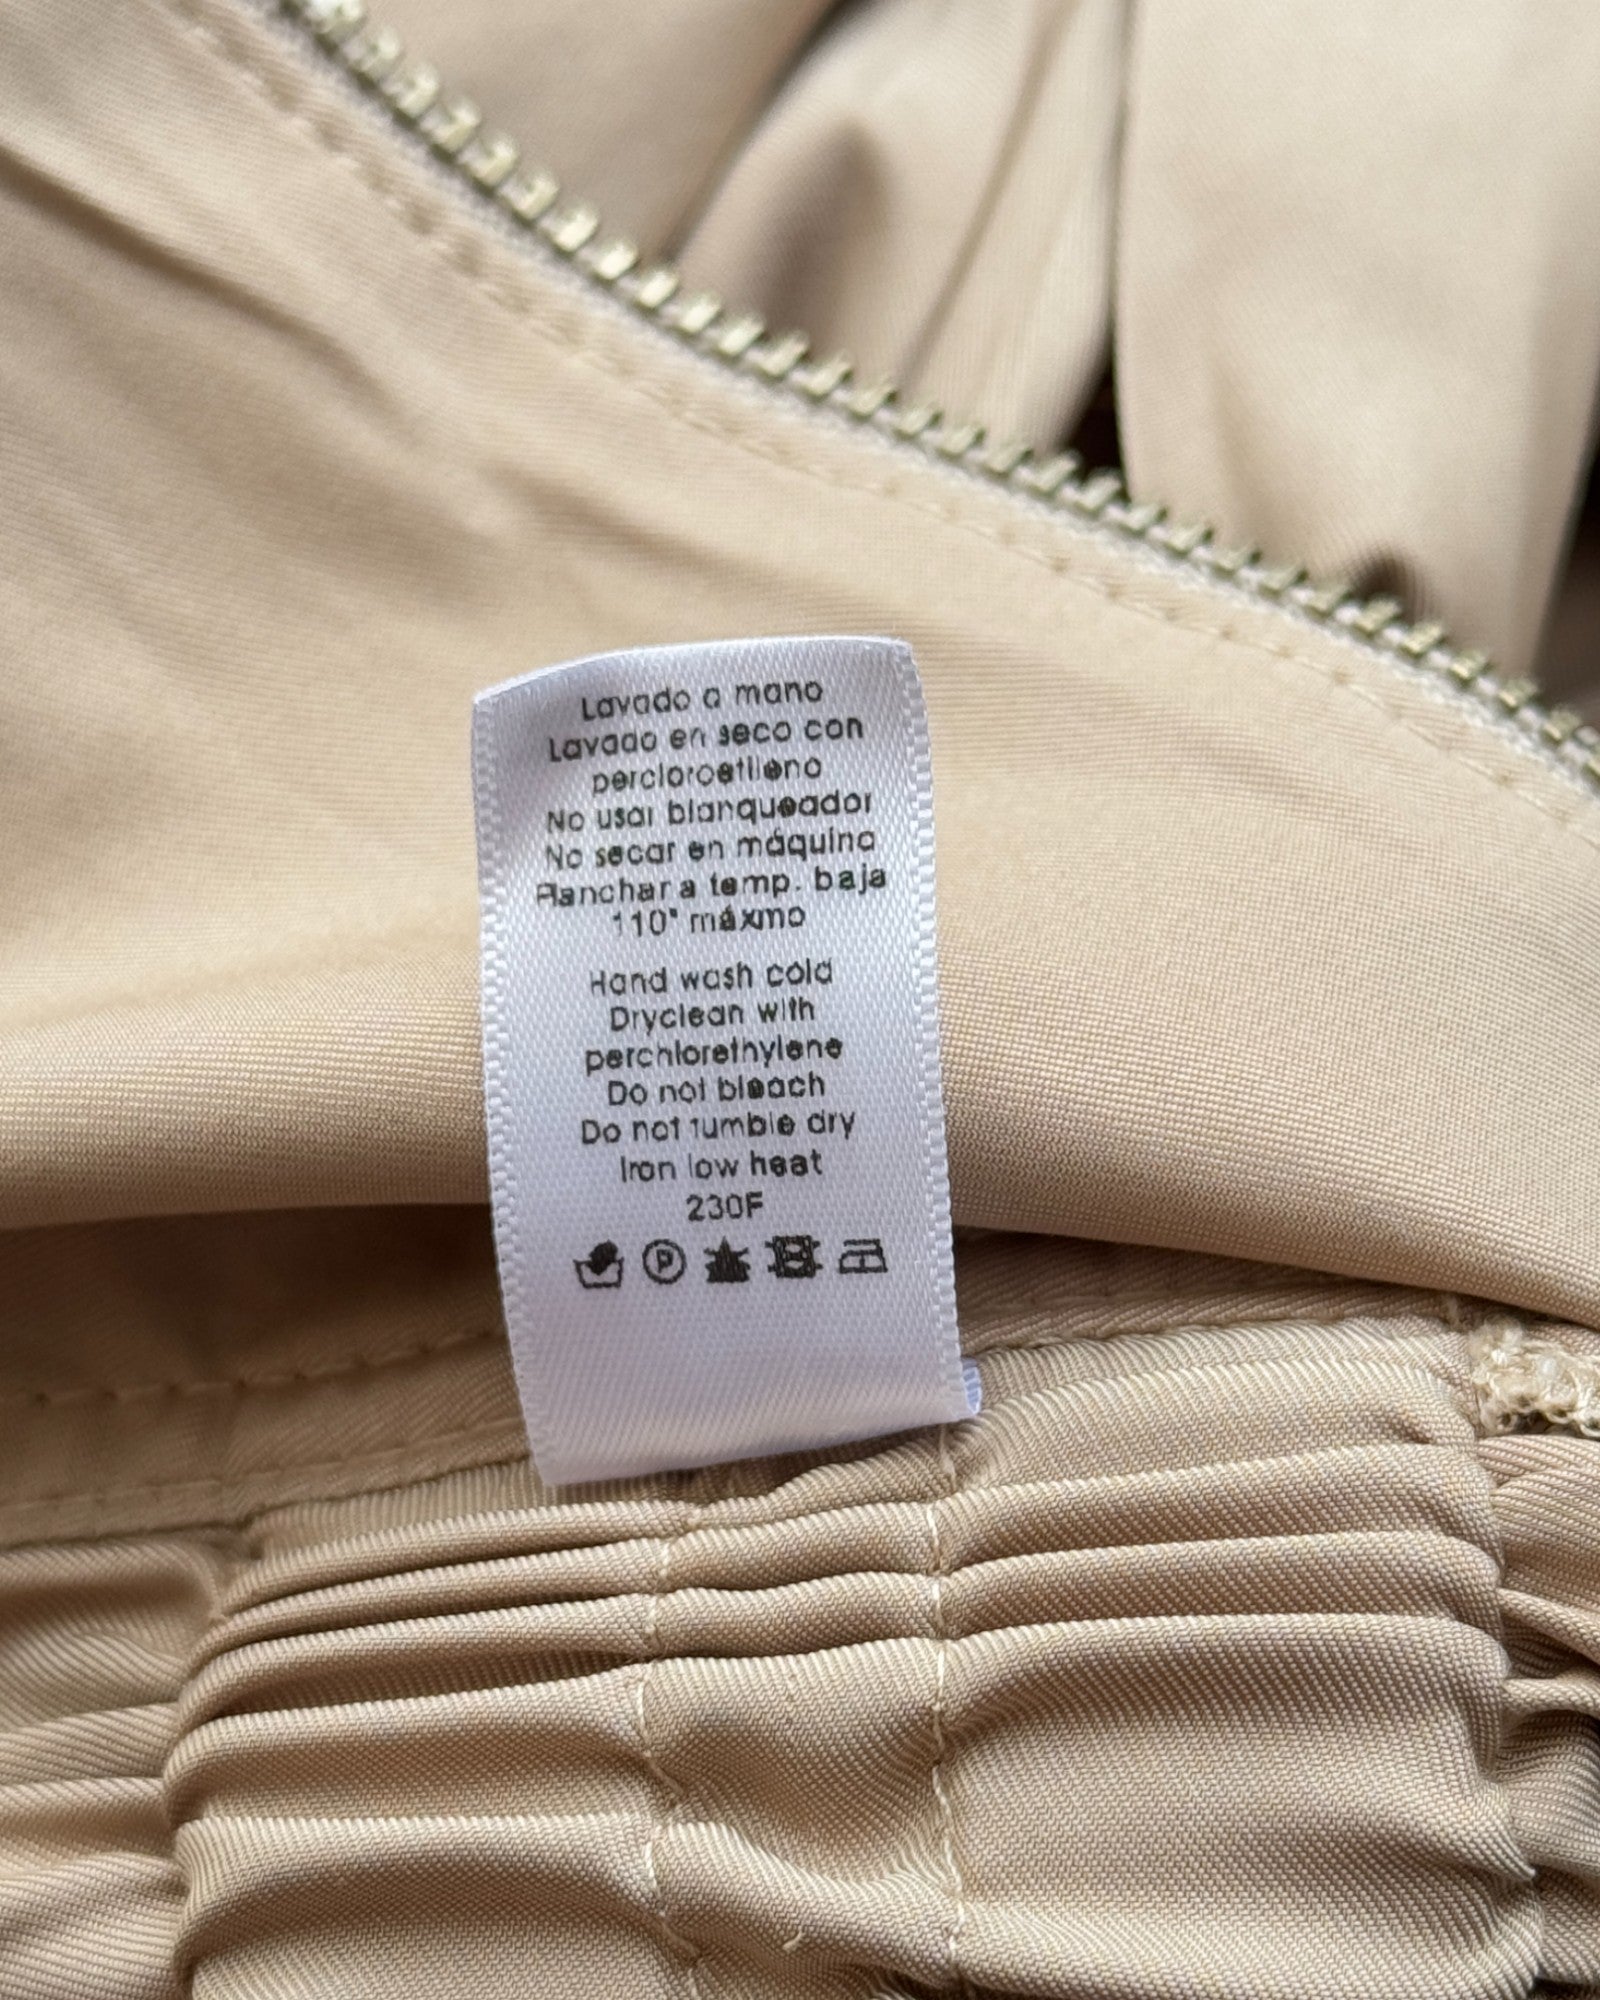 Lavado a mano
Lavado en seco con
percloroetileno
No usar blanqueador
No secar en máquina
Planchar a temp. baja
110° máxmo
Hand wash cold
Dryclean with
perchlorethylene
Do not bleach
Do not tumble dry
Iron low heat
230F
P